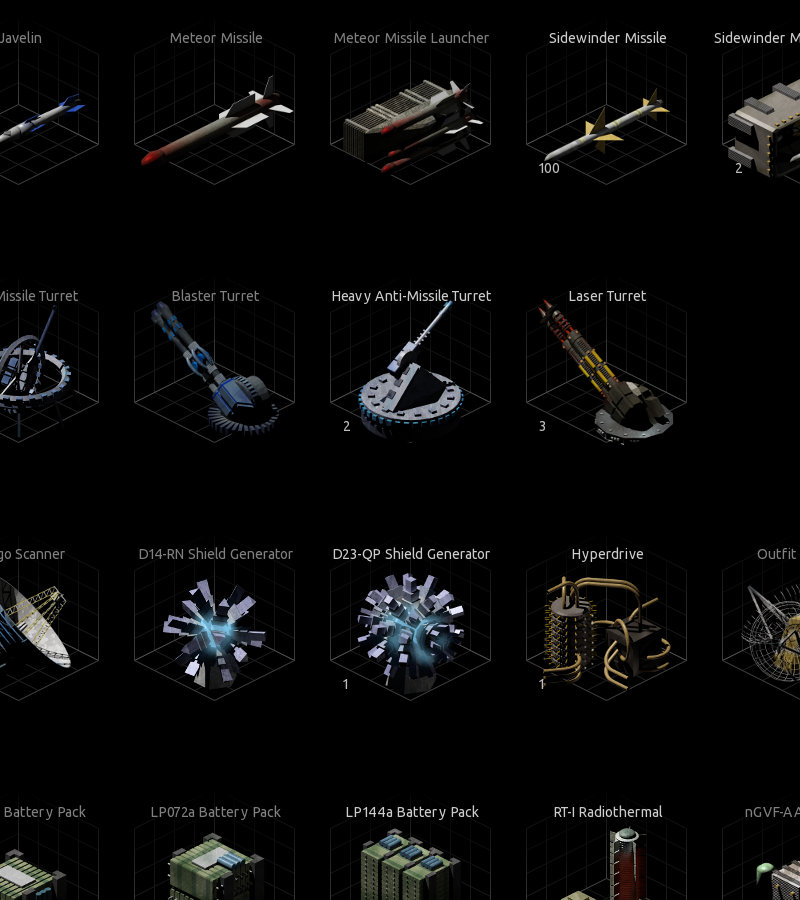 Javelin
Meteor Missile
Meteor Missile Launcher
Sidewinder Missile
Sidewinder M
100
2
Missile Turret
Blaster Turret
Heavy Anti-Missile Turret
Laser Turret
2
3
go Scanner
D14-RN Shield Generator
D23-QP Shield Generator
Hyperdrive
Outfit
1
1
Battery Pack
LP072a Battery Pack
LP144a Battery Pack
RT-I Radiothermal
nGVF-AA